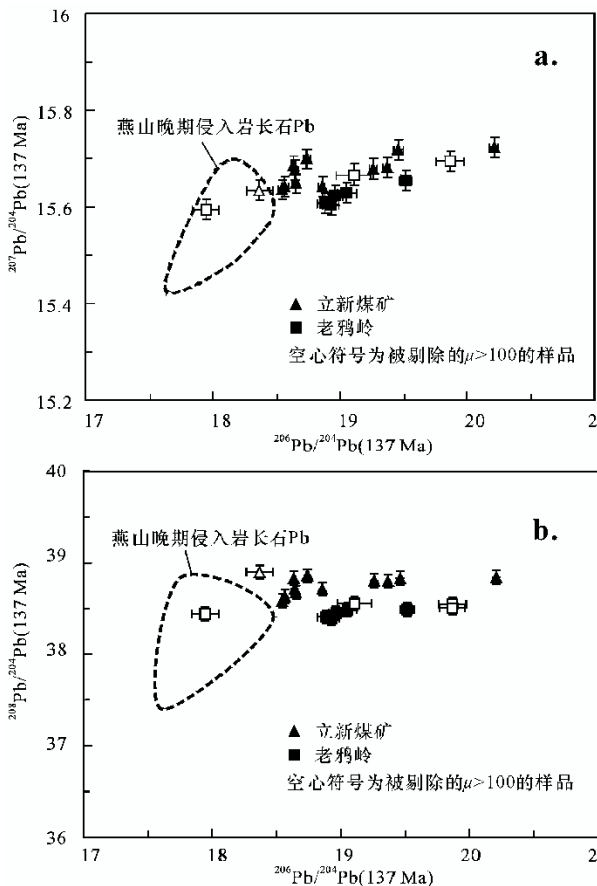 16
a.
燕山晚期侵入岩长石Pb
15.8
15.6
15.4
15.2
²⁰⁷Pb/²⁰⁴Pb(137 Ma)
立新煤矿
老鸦岭
空心符号为被剔除的μ>100的样品
17
18
19
20
2
²⁰⁶Pb/²⁰⁴Pb(137 Ma)
40
b.
燕山晚期侵入岩长石Pb
39
38
37
36
²⁰⁸Pb/²⁰⁴Pb(137 Ma)
立新煤矿
老鸦岭
空心符号为被剔除的μ>100的样品
17
18
19
20
2
²⁰⁶Pb/²⁰⁴Pb(137 Ma)